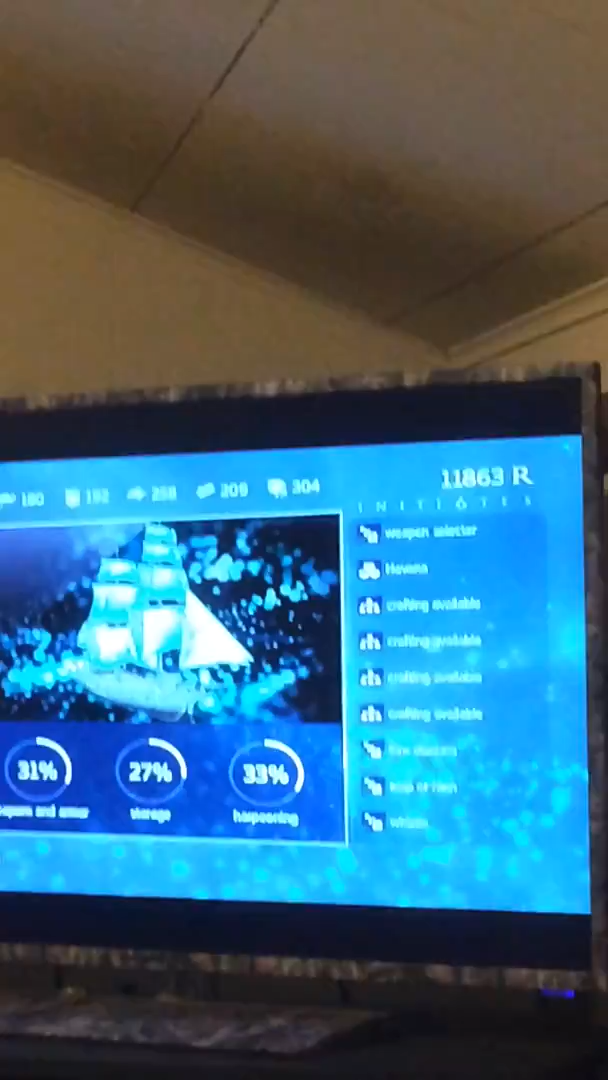 180 192 258 209 304
11863 R
INITIATES
weapon selector
Havana
crafting available
crafting available
crafting available
crafting available
31% 27% 33%
storage harpooning